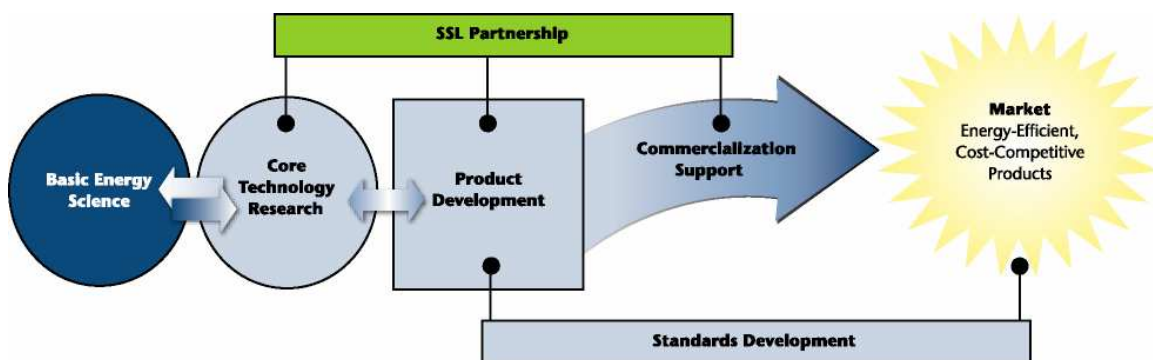 SSL Partnership
Basic Energy
Science
Core
Technology
Research
Product
Development
Commercialization
Support
Market
Energy-Efficient,
Cost-Competitive
Products
Standards Development